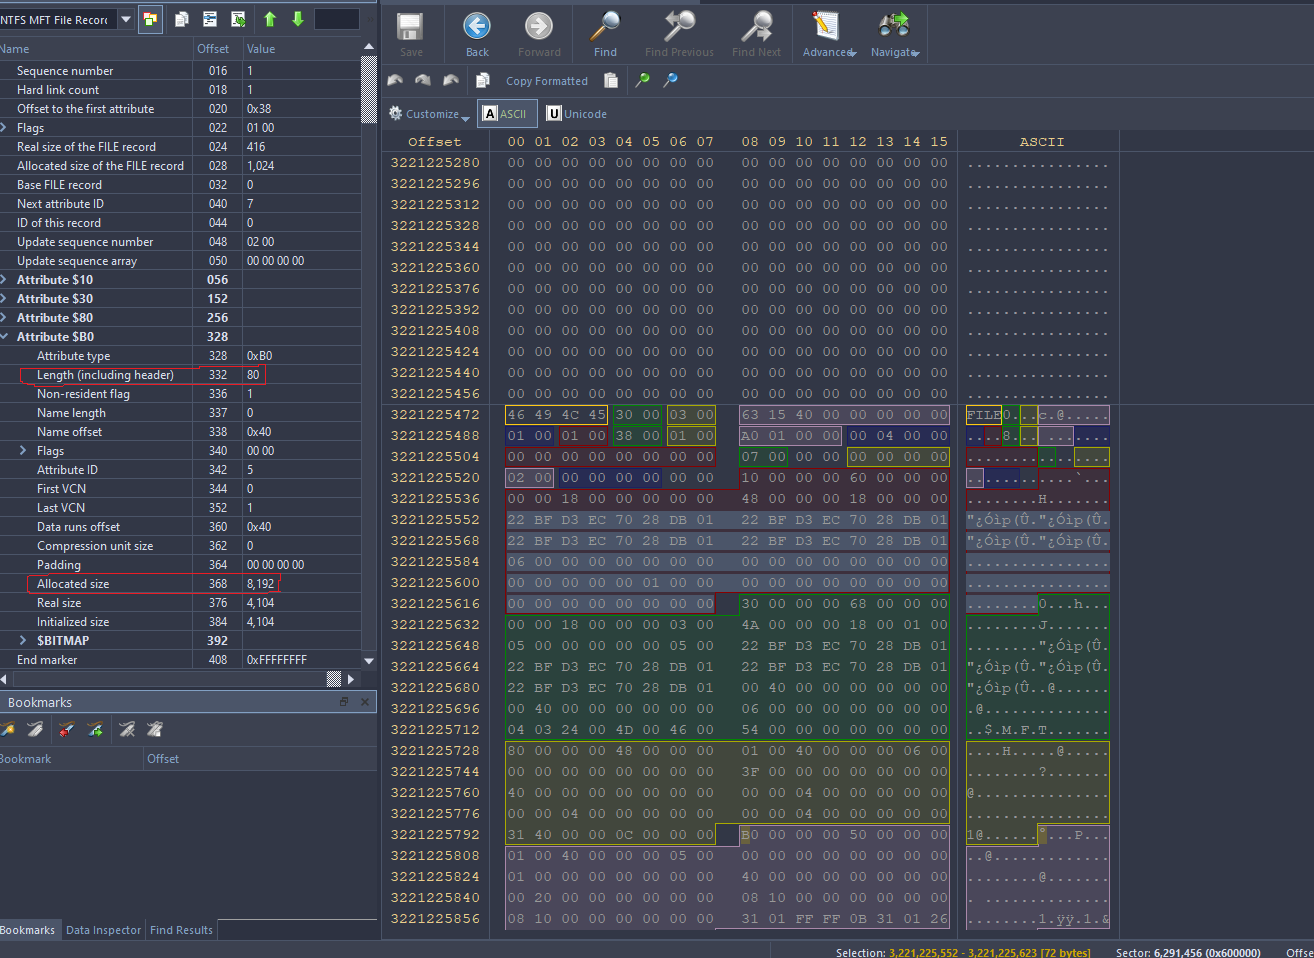 NTFS MFT File Recor
Name Offset Value
Sequence number 016 1
Hard link count 018 1
Offset to the first attribute 020 0x38
Flags 022 01 00
Real size of the FILE record 024 416
Allocated size of the FILE record 028 1,024
Base FILE record 032 0
Next attribute ID 040 7
ID of this record 044 0
Update sequence number 048 02 00
Update sequence array 050 00 00 00 00
Attribute $10 056
Attribute $30 152
Attribute $80 256
Attribute $B0 328
Attribute type 328 0xB0
Length (including header) 332 80
Non-resident flag 336 1
Name length 337 0
Name offset 338 0x40
Flags 340 00 00
Attribute ID 342 5
First VCN 344 0
Last VCN 352 1
Data runs offset 360 0x40
Compression unit size 362 0
Padding 364 00 00 00 00
Allocated size 368 8,192
Real size 376 4,104
Initialized size 384 4,104
$BITMAP 392
End marker 408 0xFFFFFFFF
Bookmarks
Bookmark Offset
Bookmarks Data Inspector Find Results
Save Back Forward Find Find Previous Find Next Advanced Navigate
Copy Formatted
Customize A ASCII U Unicode
Offset 00 01 02 03 04 05 06 07 08 09 10 11 12 13 14 15 ASCII
3221225280 00 00 00 00 00 00 00 00 00 00 00 00 00 00 00 00 ................
3221225296 00 00 00 00 00 00 00 00 00 00 00 00 00 00 00 00 ................
3221225312 00 00 00 00 00 00 00 00 00 00 00 00 00 00 00 00 ................
3221225328 00 00 00 00 00 00 00 00 00 00 00 00 00 00 00 00 ................
3221225344 00 00 00 00 00 00 00 00 00 00 00 00 00 00 00 00 ................
3221225360 00 00 00 00 00 00 00 00 00 00 00 00 00 00 00 00 ................
3221225376 00 00 00 00 00 00 00 00 00 00 00 00 00 00 00 00 ................
3221225392 00 00 00 00 00 00 00 00 00 00 00 00 00 00 00 00 ................
3221225408 00 00 00 00 00 00 00 00 00 00 00 00 00 00 00 00 ................
3221225424 00 00 00 00 00 00 00 00 00 00 00 00 00 00 00 00 ................
3221225440 00 00 00 00 00 00 00 00 00 00 00 00 00 00 00 00 ................
3221225456 00 00 00 00 00 00 00 00 00 00 00 00 00 00 00 00 ................
3221225472 46 49 4C 45 30 00 03 00 63 15 40 00 00 00 00 00 FILE0...c.@.....
3221225488 01 00 01 00 38 00 01 00 A0 01 00 00 00 04 00 00 ....8... .......
3221225504 00 00 00 00 00 00 00 00 07 00 00 00 00 00 00 00 ................
3221225520 02 00 00 00 00 00 00 00 10 00 00 00 60 00 00 00 ............`...
3221225536 00 00 18 00 00 00 00 00 48 00 00 00 18 00 00 00 ........H.......
3221225552 22 BF D3 EC 70 28 DB 01 22 BF D3 EC 70 28 DB 01 "¿Óìp(Û."¿Óìp(Û.
3221225568 22 BF D3 EC 70 28 DB 01 22 BF D3 EC 70 28 DB 01 "¿Óìp(Û."¿Óìp(Û.
3221225584 06 00 00 00 00 00 00 00 00 00 00 00 00 00 00 00 ................
3221225600 00 00 00 00 00 01 00 00 00 00 00 00 00 00 00 00 ................
3221225616 00 00 00 00 00 00 00 00 30 00 00 00 68 00 00 00 ........0...h...
3221225632 00 00 18 00 00 00 03 00 4A 00 00 00 18 00 01 00 ........J.......
3221225648 05 00 00 00 00 00 05 00 22 BF D3 EC 70 28 DB 01 ........"¿Óìp(Û.
3221225664 22 BF D3 EC 70 28 DB 01 22 BF D3 EC 70 28 DB 01 "¿Óìp(Û."¿Óìp(Û.
3221225680 22 BF D3 EC 70 28 DB 01 00 40 00 00 00 00 00 00 "¿Óìp(Û..@......
3221225696 00 40 00 00 00 00 00 00 06 00 00 00 00 00 00 00 .@..............
3221225712 04 03 24 00 4D 00 46 00 54 00 00 00 00 00 00 00 ..$.M.F.T.......
3221225728 80 00 00 00 48 00 00 00 01 00 40 00 00 00 06 00 ....H.....@.....
3221225744 00 00 00 00 00 00 00 00 3F 00 00 00 00 00 00 00 ........?.......
3221225760 40 00 00 00 00 00 00 00 00 00 04 00 00 00 00 00 @...............
3221225776 00 00 04 00 00 00 00 00 00 00 04 00 00 00 00 00 ................
3221225792 31 40 00 00 0C 00 00 00 B0 00 00 00 50 00 00 00 1@......°...P...
3221225808 01 00 40 00 00 00 05 00 00 00 00 00 00 00 00 00 ..@.............
3221225824 01 00 00 00 00 00 00 00 40 00 00 00 00 00 00 00 ........@.......
3221225840 00 20 00 00 00 00 00 00 08 10 00 00 00 00 00 00 . ..............
3221225856 08 10 00 00 00 00 00 00 31 01 FF FF 0B 31 01 26 ........1.ÿÿ.1.&
Selection: 3,221,225,552 - 3,221,225,623 [72 bytes] Sector: 6,291,456 (0x600000) Offse